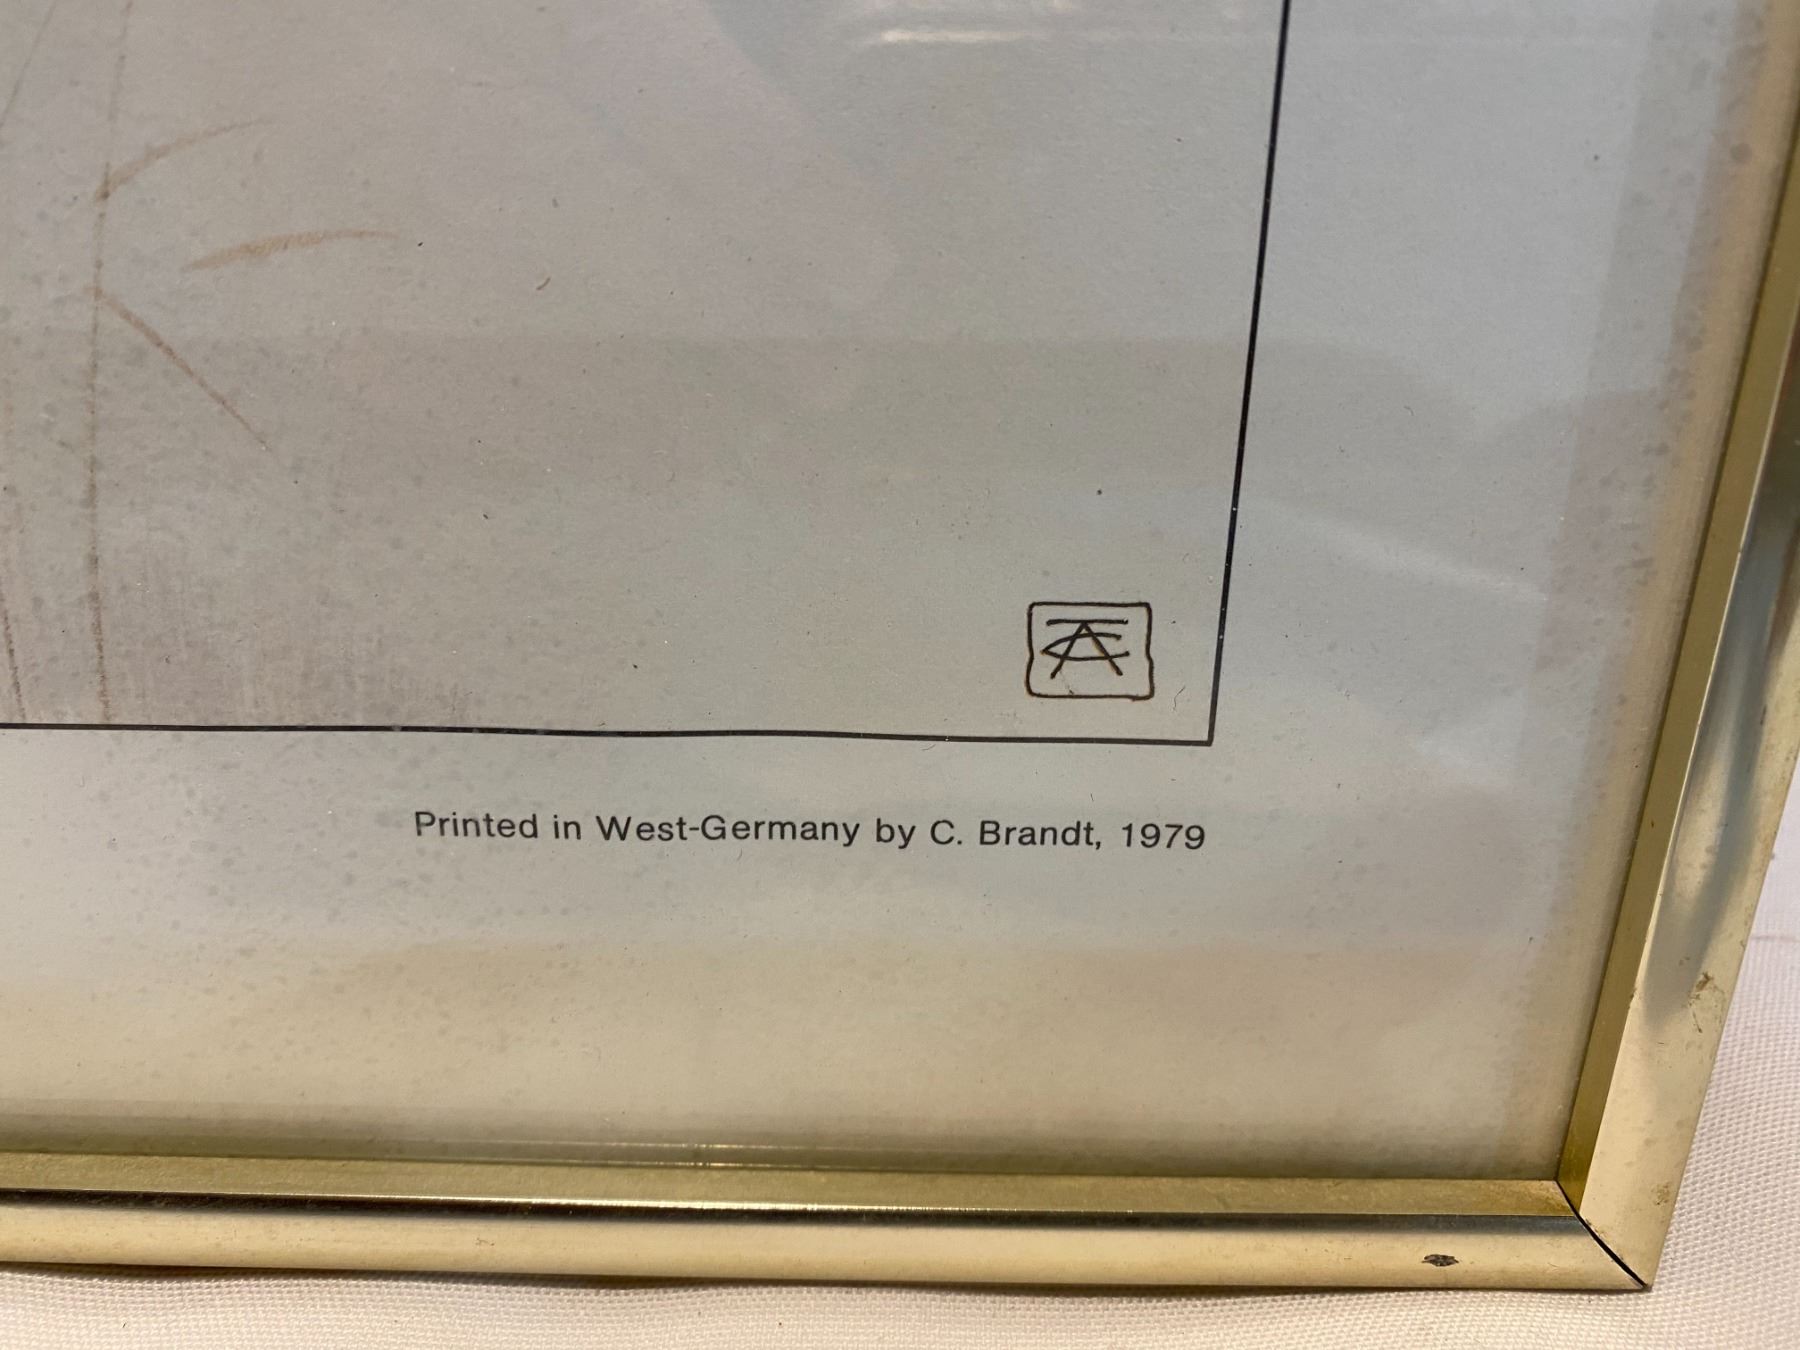 Printed in West-Germany by C. Brandt, 1979